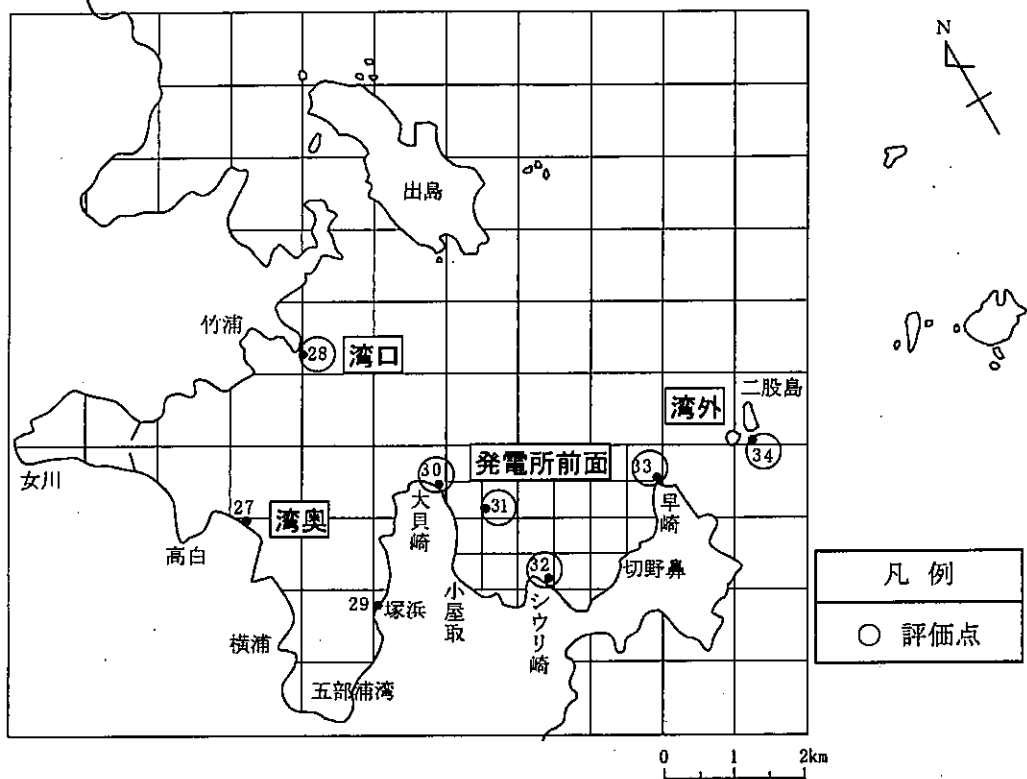 N
出島
竹浦
28
湾口
二股島
湾外
34
女川
30
発電所前面
33
大貝崎
31
早崎
27
湾奥
高白
32
切野鼻
29
塚浜
小屋取
シウリ崎
横浦
五部浦湾
凡例
○ 評価点
0 1 2km